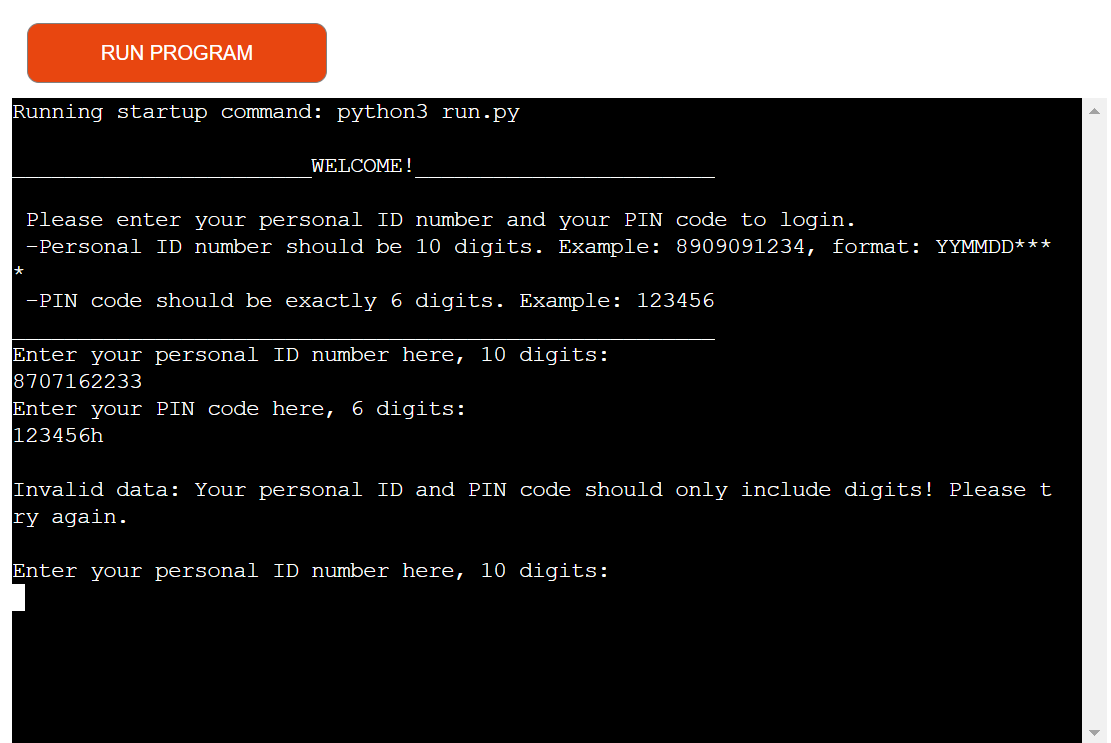 RUN PROGRAM
Running startup command: python3 run.py
_______________________WELCOME!_______________________
Please enter your personal ID number and your PIN code to login.
-Personal ID number should be 10 digits. Example: 8909091234, format: YYMMDD***
*
-PIN code should be exactly 6 digits. Example: 123456
______________________________________________________
Enter your personal ID number here, 10 digits:
8707162233
Enter your PIN code here, 6 digits:
123456h
Invalid data: Your personal ID and PIN code should only include digits! Please t
ry again.
Enter your personal ID number here, 10 digits: